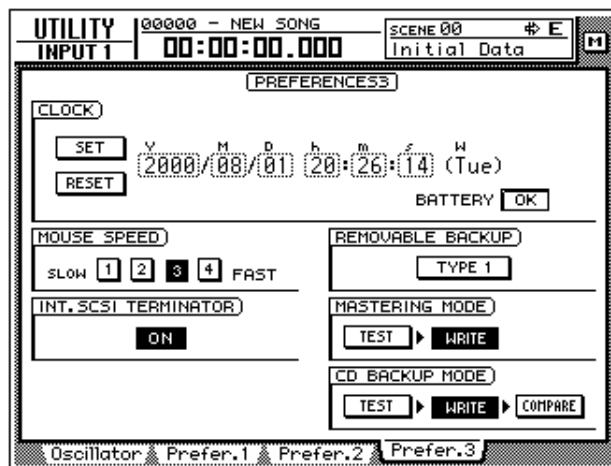 UTILITY
INPUT 1
00000 - NEW SONG
00:00:00.000
SCENE 00 E
Initial Data
M
PREFERENCES3
CLOCK
SET
RESET
Y M D h m s W
2000/08/01 20:26:14 (Tue)
BATTERY OK
MOUSE SPEED
SLOW 1 2 3 4 FAST
REMOVABLE BACKUP
TYPE 1
INT.SCSI TERMINATOR
ON
MASTERING MODE
TEST WRITE
CD BACKUP MODE
TEST WRITE COMPARE
Oscillator Prefer.1 Prefer.2 Prefer.3